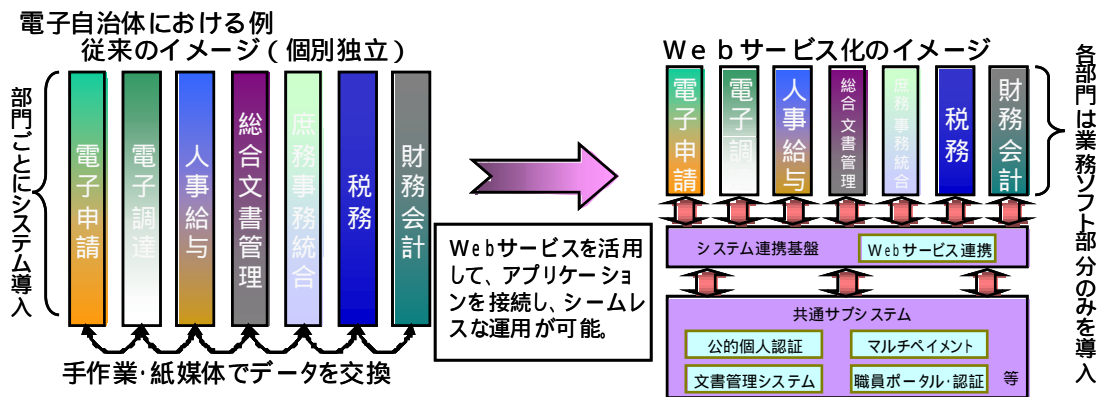 電子自治体における例
従来のイメージ(個別独立)
部門ごとにシステム導入
電子申請
電子調達
人事給与
総合文書管理
庶務事務統合
税務
財務会計
手作業・紙媒体でデータを交換
Webサービスを活用
して、アプリケーショ
ンを接続し、シームレ
スな運用が可能。
Webサービス化のイメージ
電子申請
電子調
人事給与
総合文書管理
庶務事務統合
税務
財務会計
各部門は業務ソフト部分のみを導入
システム連携基盤
Webサービス連携
共通サブシステム
公的個人認証
マルチペイメント
文書管理システム
職員ポータル・認証
等